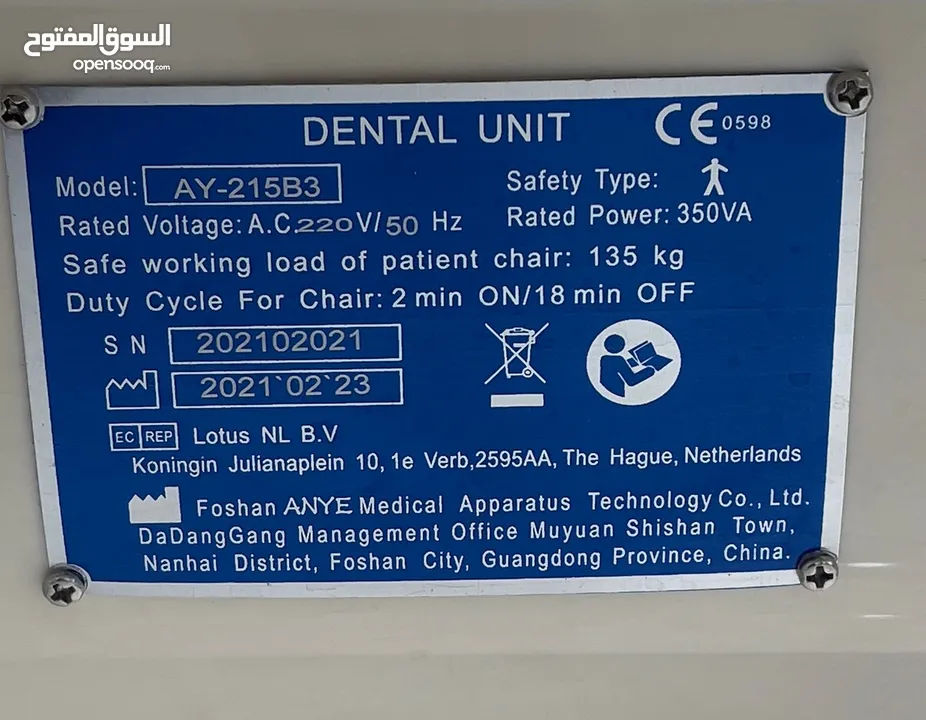 السوق المفتوح
opensooq.com
DENTAL UNIT CE 0598
Model: AY-215B3 Safety Type:
Rated Voltage: A.C.220V/50 Hz Rated Power: 350VA
Safe working load of patient chair: 135 kg
Duty Cycle For Chair: 2 min ON/18 min OFF
S N 202102021
2021`02`23
EC REP Lotus NL B.V
Koningin Julianaplein 10, 1e Verb,2595AA, The Hague, Netherlands
Foshan ANYE Medical Apparatus Technology Co., Ltd.
DaDangGang Management Office Muyuan Shishan Town,
Nanhai District, Foshan City, Guangdong Province, China.